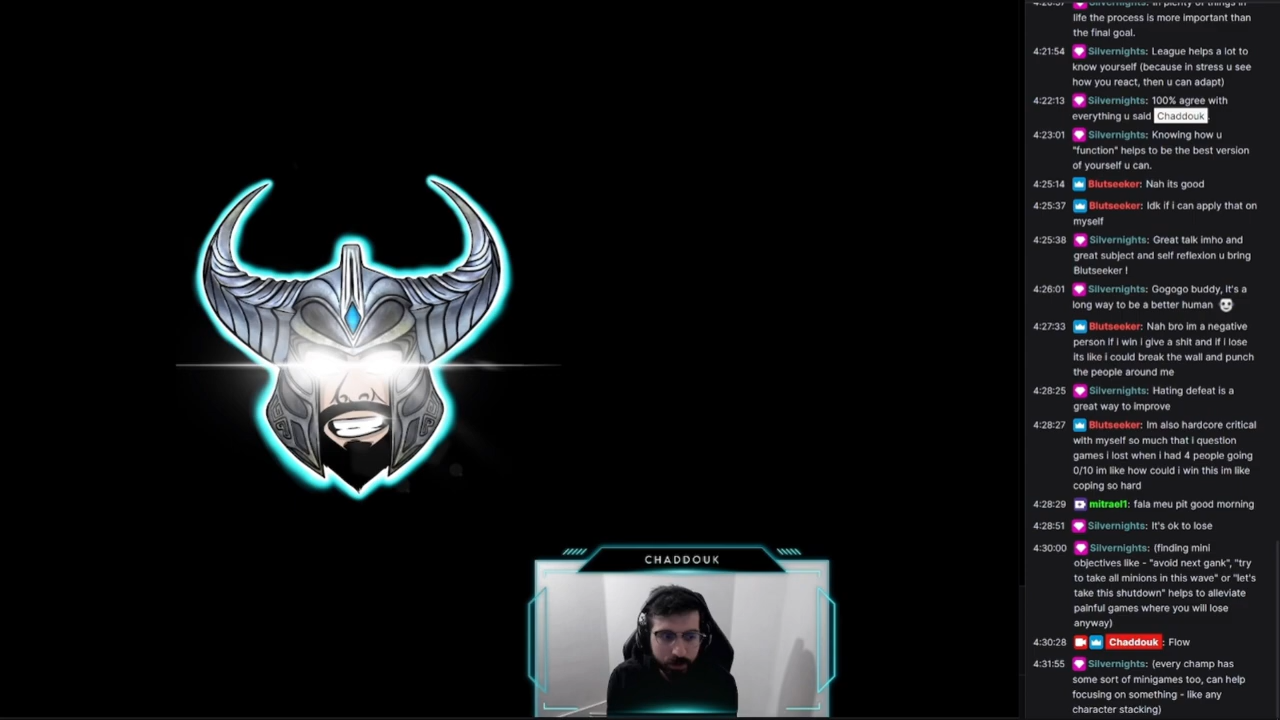 CHADDOUK
life the process is more important than
the final goal.
4:21:54 Silvernights: League helps a lot to
know yourself (because in stress u see
how you react, then u can adapt)
4:22:13 Silvernights: 100% agree with
everything u said Chaddouk.
4:23:01 Silvernights: Knowing how u
"function" helps to be the best version
of yourself u can.
4:25:14 Blutseeker: Nah its good
4:25:37 Blutseeker: Idk if i can apply that on
myself
4:25:38 Silvernights: Great talk imho and
great subject and self reflexion u bring
Blutseeker !
4:26:01 Silvernights: Gogogo buddy, it's a
long way to be a better human
4:27:33 Blutseeker: Nah bro im a negative
person if i win i give a shit and if i lose
its like i could break the wall and punch
the people around me
4:28:25 Silvernights: Hating defeat is a
great way to improve
4:28:27 Blutseeker: Im also hardcore critical
with myself so much that i question
games i lost when i had 4 people going
0/10 im like how could i win this im like
coping so hard
4:28:29 mitrael1: fala meu pit good morning
4:28:51 Silvernights: It's ok to lose
4:30:00 Silvernights: (finding mini
objectives like - "avoid next gank", "try
to take all minions in this wave" or "let's
take this shutdown" helps to alleviate
painful games where you will lose
anyway)
4:30:28 Chaddouk: Flow
4:31:55 Silvernights: (every champ has
some sort of minigames too, can help
focusing on something - like any
character stacking)